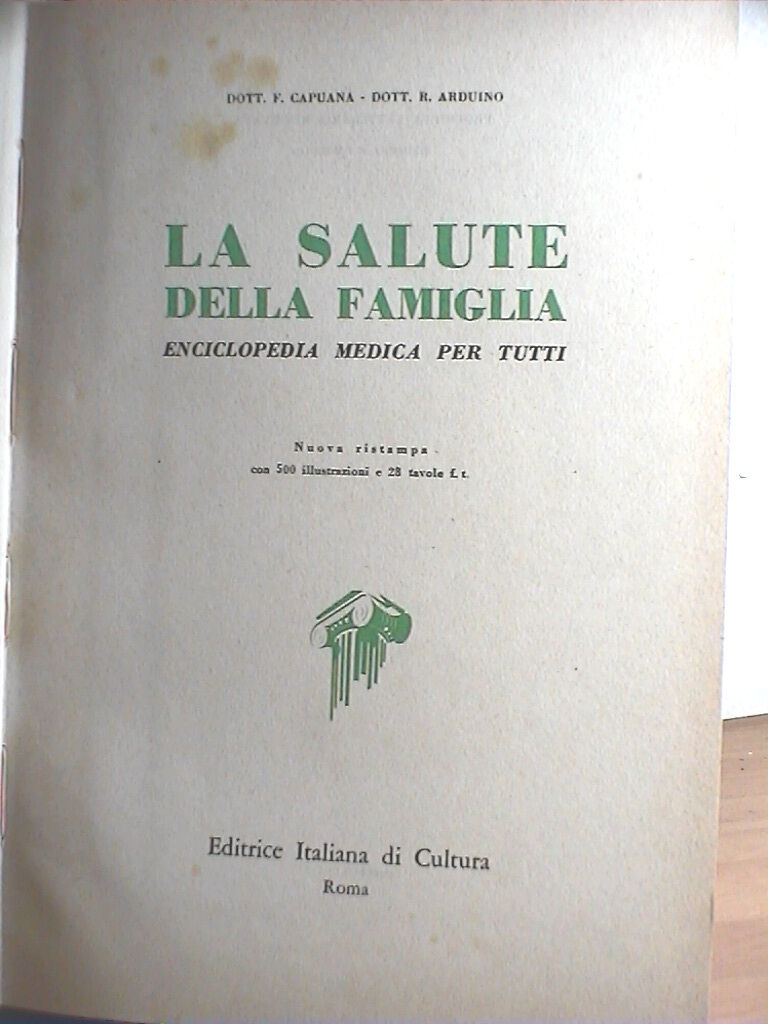 DOTT. F. CAPUANA - DOTT. R. ARDUINO
LA SALUTE
DELLA FAMIGLIA
ENCICLOPEDIA MEDICA PER TUTTI
Nuova ristampa
con 500 illustrazioni e 28 tavole f. t.
Editrice Italiana di Cultura
Roma